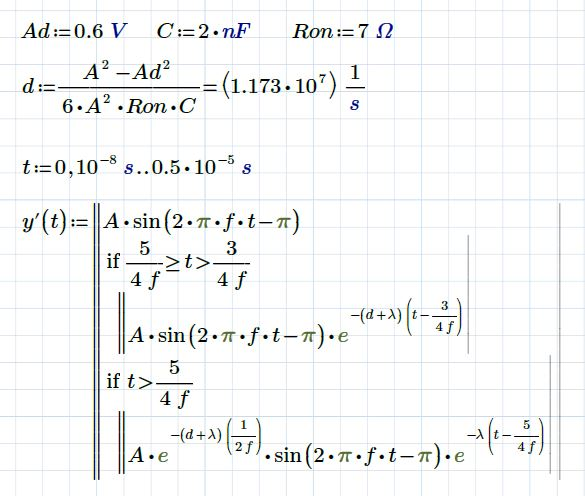 Ad:=0.6 V C:=2·nF Ron:=7 Ω
d:=(A²−Ad²)/(6·A²·Ron·C)=(1.173·10⁷) 1/s
t:=0,10⁻⁸ s..0.5·10⁻⁵ s
y′(t):=‖A·sin(2·π·f·t−π)
if 5/(4 f)≥t>3/(4 f)
‖A·sin(2·π·f·t−π)·e^(−(d+λ)(t−3/(4 f)))
if t>5/(4 f)
‖A·e^(−(d+λ)(1/(2 f)))·sin(2·π·f·t−π)·e^(−λ(t−5/(4 f)))